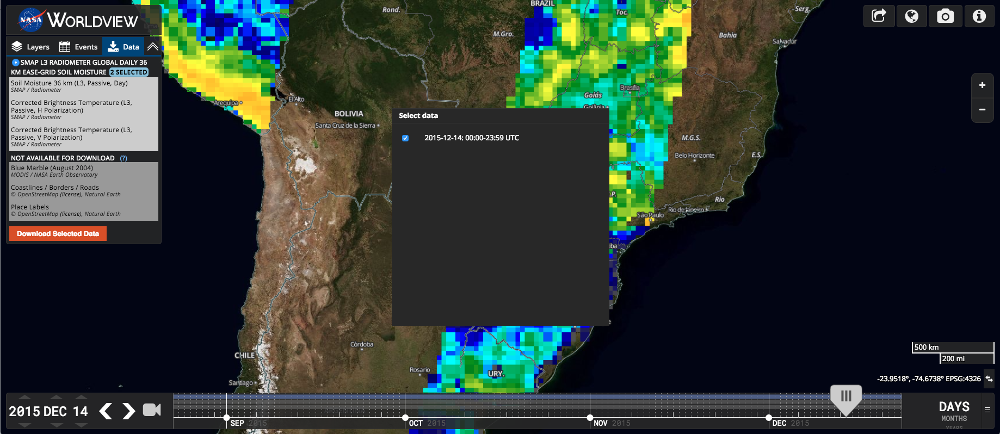 NASA WORLDVIEW
Layers
Events
Data
SMAP L3 RADIOMETER GLOBAL DAILY 36
KM EASE-GRID SOIL MOISTURE 2 SELECTED
Soil Moisture 36 km (L3, Passive, Day)
SMAP / Radiometer
Corrected Brightness Temperature (L3,
Passive, H Polarization)
SMAP / Radiometer
Corrected Brightness Temperature (L3,
Passive, V Polarization)
SMAP / Radiometer
NOT AVAILABLE FOR DOWNLOAD (?)
Blue Marble (August 2004)
MODIS / NASA Earth Observatory
Coastlines / Borders / Roads
© OpenStreetMap (license), Natural Earth
Place Labels
© OpenStreetMap (license), Natural Earth
Download Selected Data
BRAZIL
Rond.
Toc.
Serg.
M.Gro.
Bahia
Salvador
Brasília
El Alto
Arequipa
Goiás
Goiânia
BOLIVIA
Santa Cruz de la Sierra
Select data
2015-12-14: 00:00-23:59 UTC
M.G.S.
Belo Horizonte
E.S.
.P.
Rio
Rio de Janeiro
São Paulo
iba
Córdoba
CHILE
Rosario
URY.
Santiago
500 km
200 mi
-23.9518°, -74.6738° EPSG:4326
2015 DEC 14
SEP 2015
OCT 2015
NOV 2015
DEC 2015
DAYS
MONTHS
YEARS